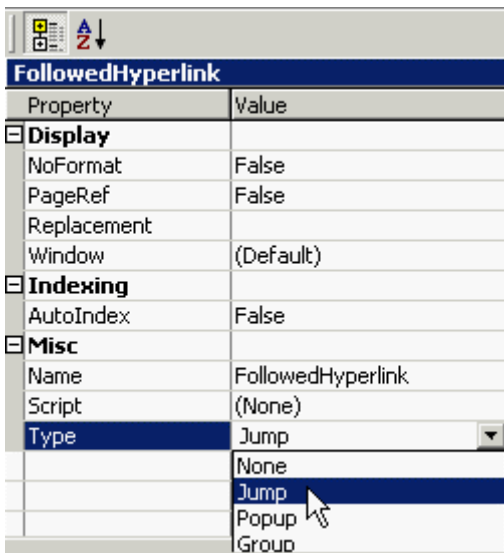 A
Z
FollowedHyperlink
Property Value
Display
NoFormat False
PageRef False
Replacement
Window (Default)
Indexing
AutoIndex False
Misc
Name FollowedHyperlink
Script (None)
Type Jump
None
Jump
Popup
Group